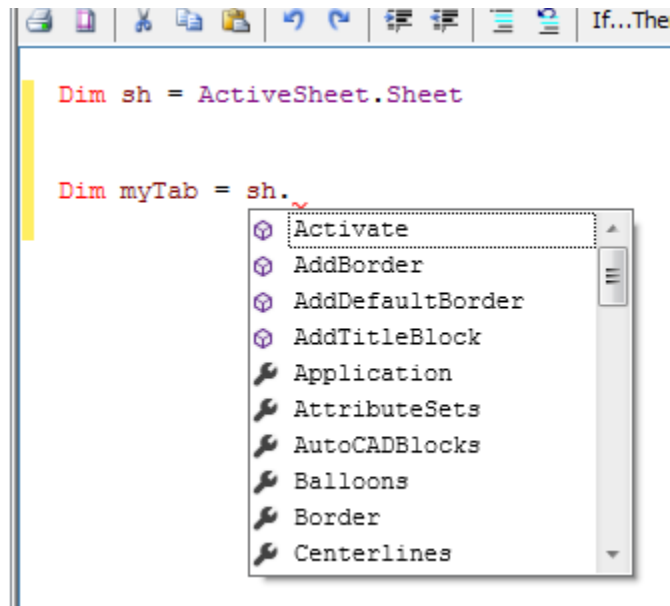 If...The
Dim sh = ActiveSheet.Sheet
Dim myTab = sh.
Activate
AddBorder
AddDefaultBorder
AddTitleBlock
Application
AttributeSets
AutoCADBlocks
Balloons
Border
Centerlines